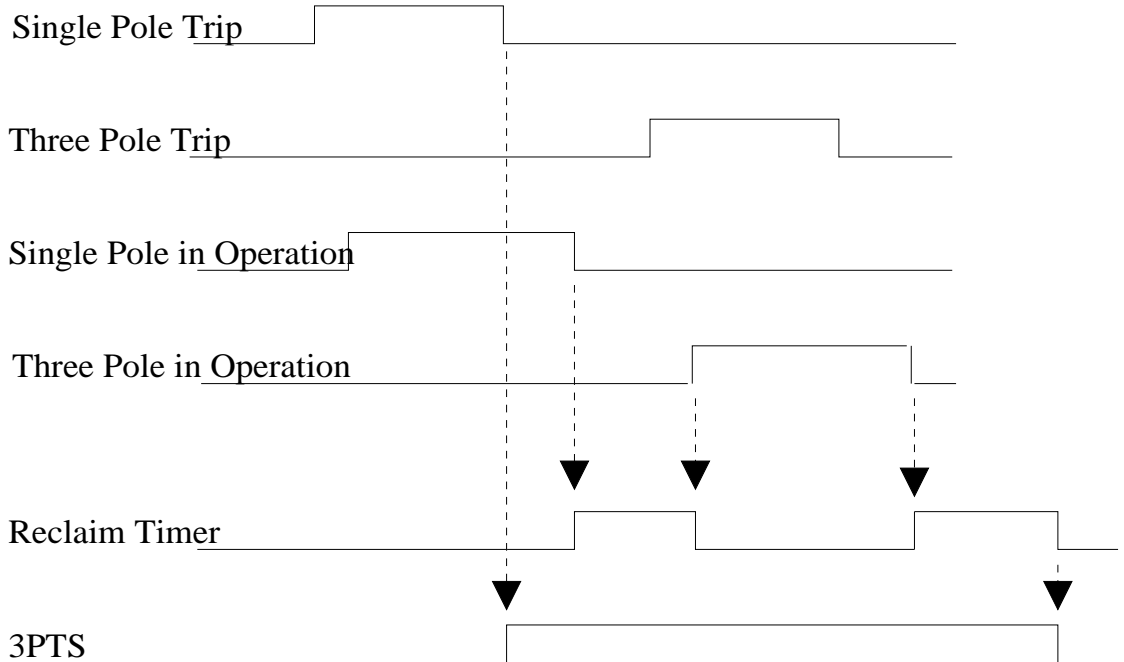 Single Pole Trip
Three Pole Trip
Single Pole in Operation
Three Pole in Operation
Reclaim Timer
3PTS